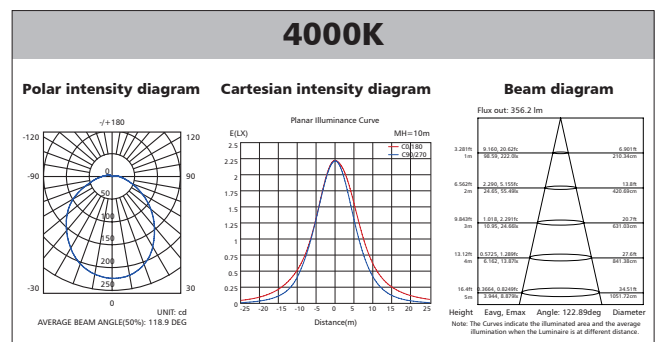 4000K
Polar intensity diagram
Cartesian intensity diagram
Beam diagram
-/+180
-120
120
-90
90
-30
30
0
50
100
150
200
250
0
UNIT: cd
AVERAGE BEAM ANGLE(50%): 118.9 DEG
Planar Illuminance Curve
E(LX)
MH=10m
C0/180
C90/270
2.5
2.25
2
1.75
1.5
1.25
1
0.75
0.5
0.25
0
-25 -20 -15 -10 -5 0 5 10 15 20 25
Distance(m)
Flux out: 356.2 lm
3.281ft 9.160, 20.62fc 6.901ft
1m 98.59, 222.0lx 210.34cm
6.562ft 2.290, 5.155fc 13.8ft
2m 24.65, 55.49lx 420.69cm
9.843ft 1.018, 2.291fc 20.7ft
3m 10.95, 24.66lx 631.03cm
13.12ft 0.5725, 1.289fc 27.6ft
4m 6.162, 13.87lx 841.38cm
16.4ft 0.3664, 0.8249fc 34.51ft
5m 3.944, 8.879lx 1051.72cm
Height Eavg, Emax Angle: 122.89deg Diameter
Note: The Curves indicate the illuminated area and the average
illumination when the Luminaire is at different distance.